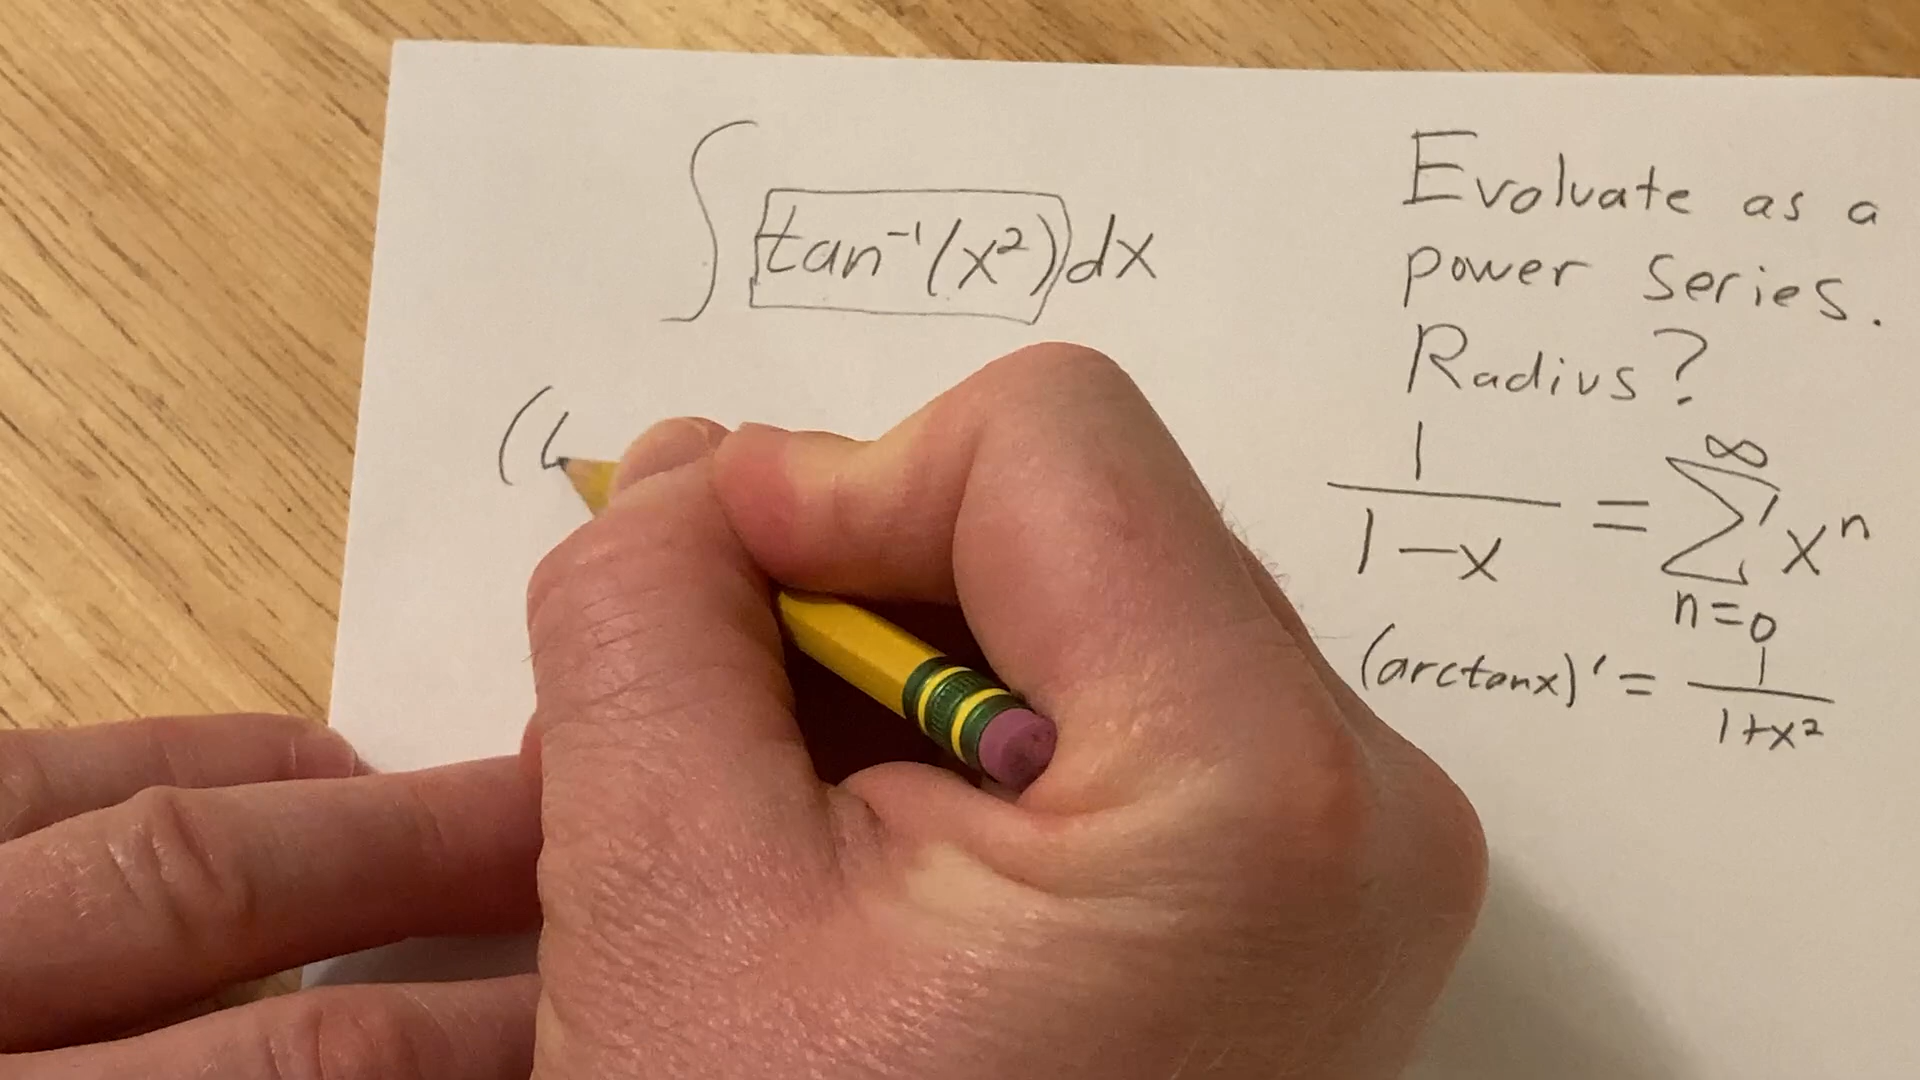 ∫ tan⁻¹(x²) dx
Evaluate as a
power series.
Radius?
1/(1-x) = ∑ₙ₌₀^∞ xⁿ
(arctanx)' = 1/(1+x²)